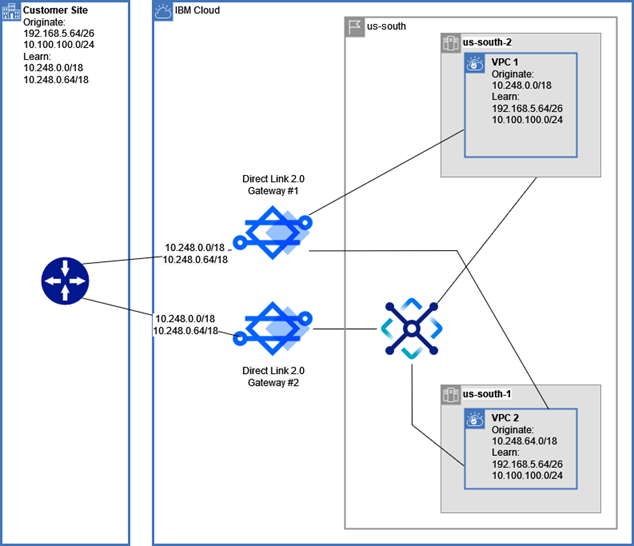 Customer Site
Originate:
192.168.5.64/26
10.100.100.0/24
Learn:
10.248.0.0/18
10.248.0.64/18
IBM Cloud
us-south
us-south-2
VPC 1
Originate:
10.248.0.0/18
Learn:
192.168.5.64/26
10.100.100.0/24
Direct Link 2.0
Gateway #1
10.248.0.0/18
10.248.0.64/18
10.248.0.0/18
10.248.0.64/18
Direct Link 2.0
Gateway #2
us-south-1
VPC 2
Originate:
10.248.64.0/18
Learn:
192.168.5.64/26
10.100.100.0/24